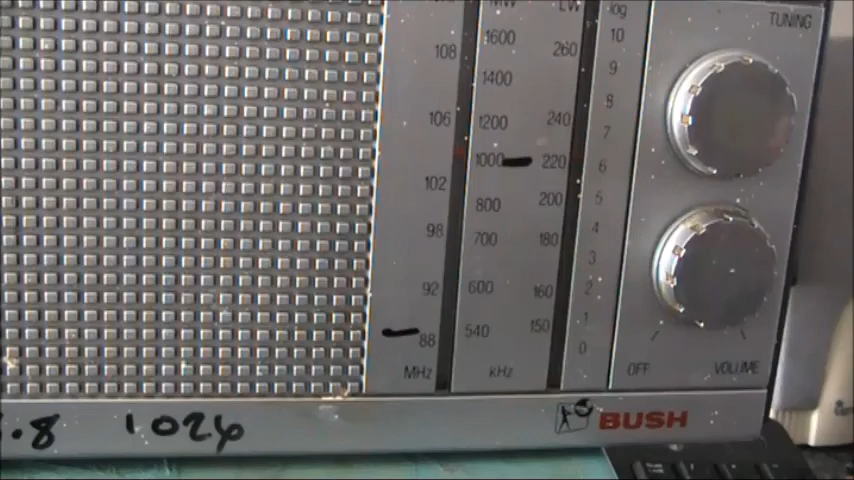 MW LW log
TUNING
108 1600 260 10
1400 9
106 1200 240 8
7
1000 220 6
102 800 200 5
98 700 180 4
3
92 600 160 2
88 540 150 1
0
MHz kHz
OFF VOLUME
.8 1026
BUSH